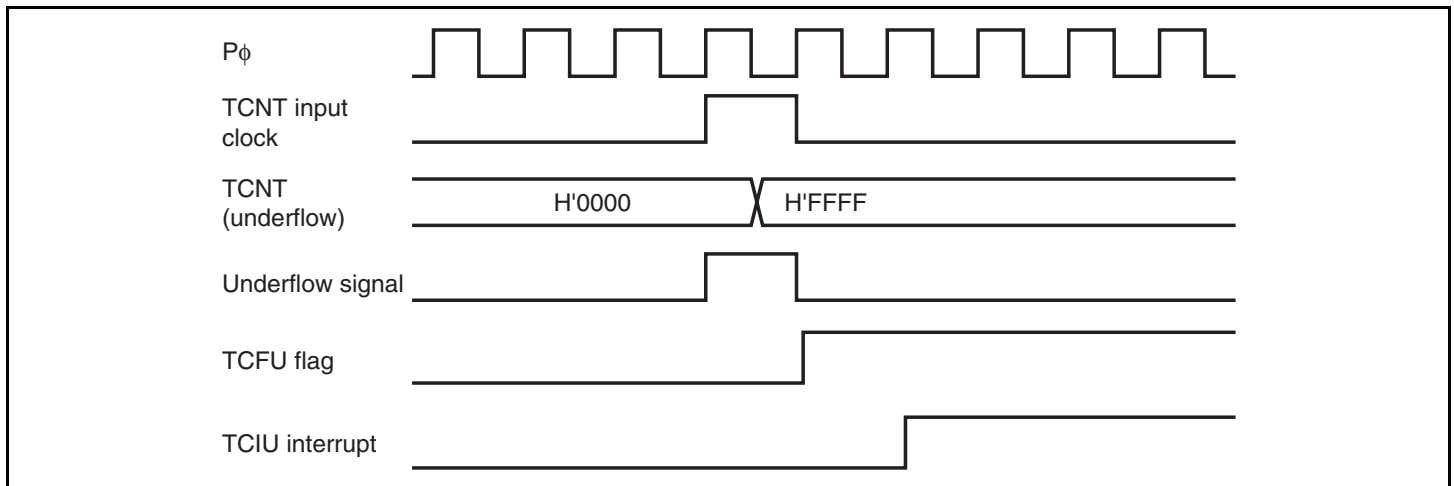 Pϕ
TCNT input
clock
TCNT
(underflow)
H'0000 H'FFFF
Underflow signal
TCFU flag
TCIU interrupt